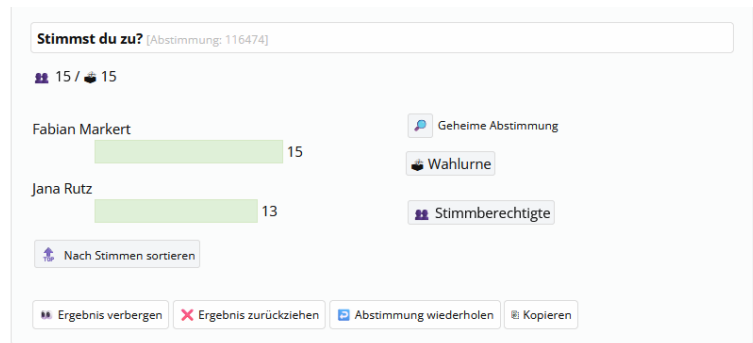 Stimmst du zu? [Abstimmung: 116474]
15 / 15
Fabian Markert
15
Geheime Abstimmung
Wahlurne
Jana Rutz
13
Stimmberechtigte
TOP Nach Stimmen sortieren
Ergebnis verbergen Ergebnis zurückziehen Abstimmung wiederholen Kopieren